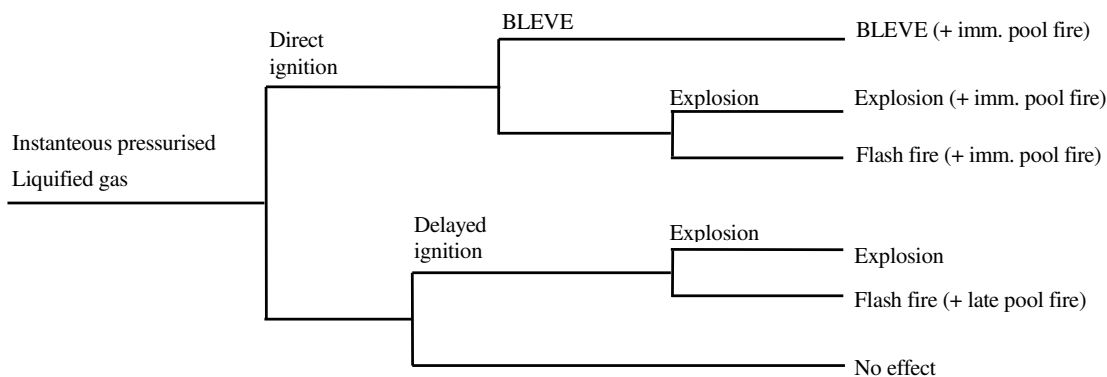 BLEVE
BLEVE (+ imm. pool fire)
Direct
ignition
Explosion
Explosion (+ imm. pool fire)
Instanteous pressurised
Flash fire (+ imm. pool fire)
Liquified gas
Delayed
ignition
Explosion
Explosion
Flash fire (+ late pool fire)
No effect